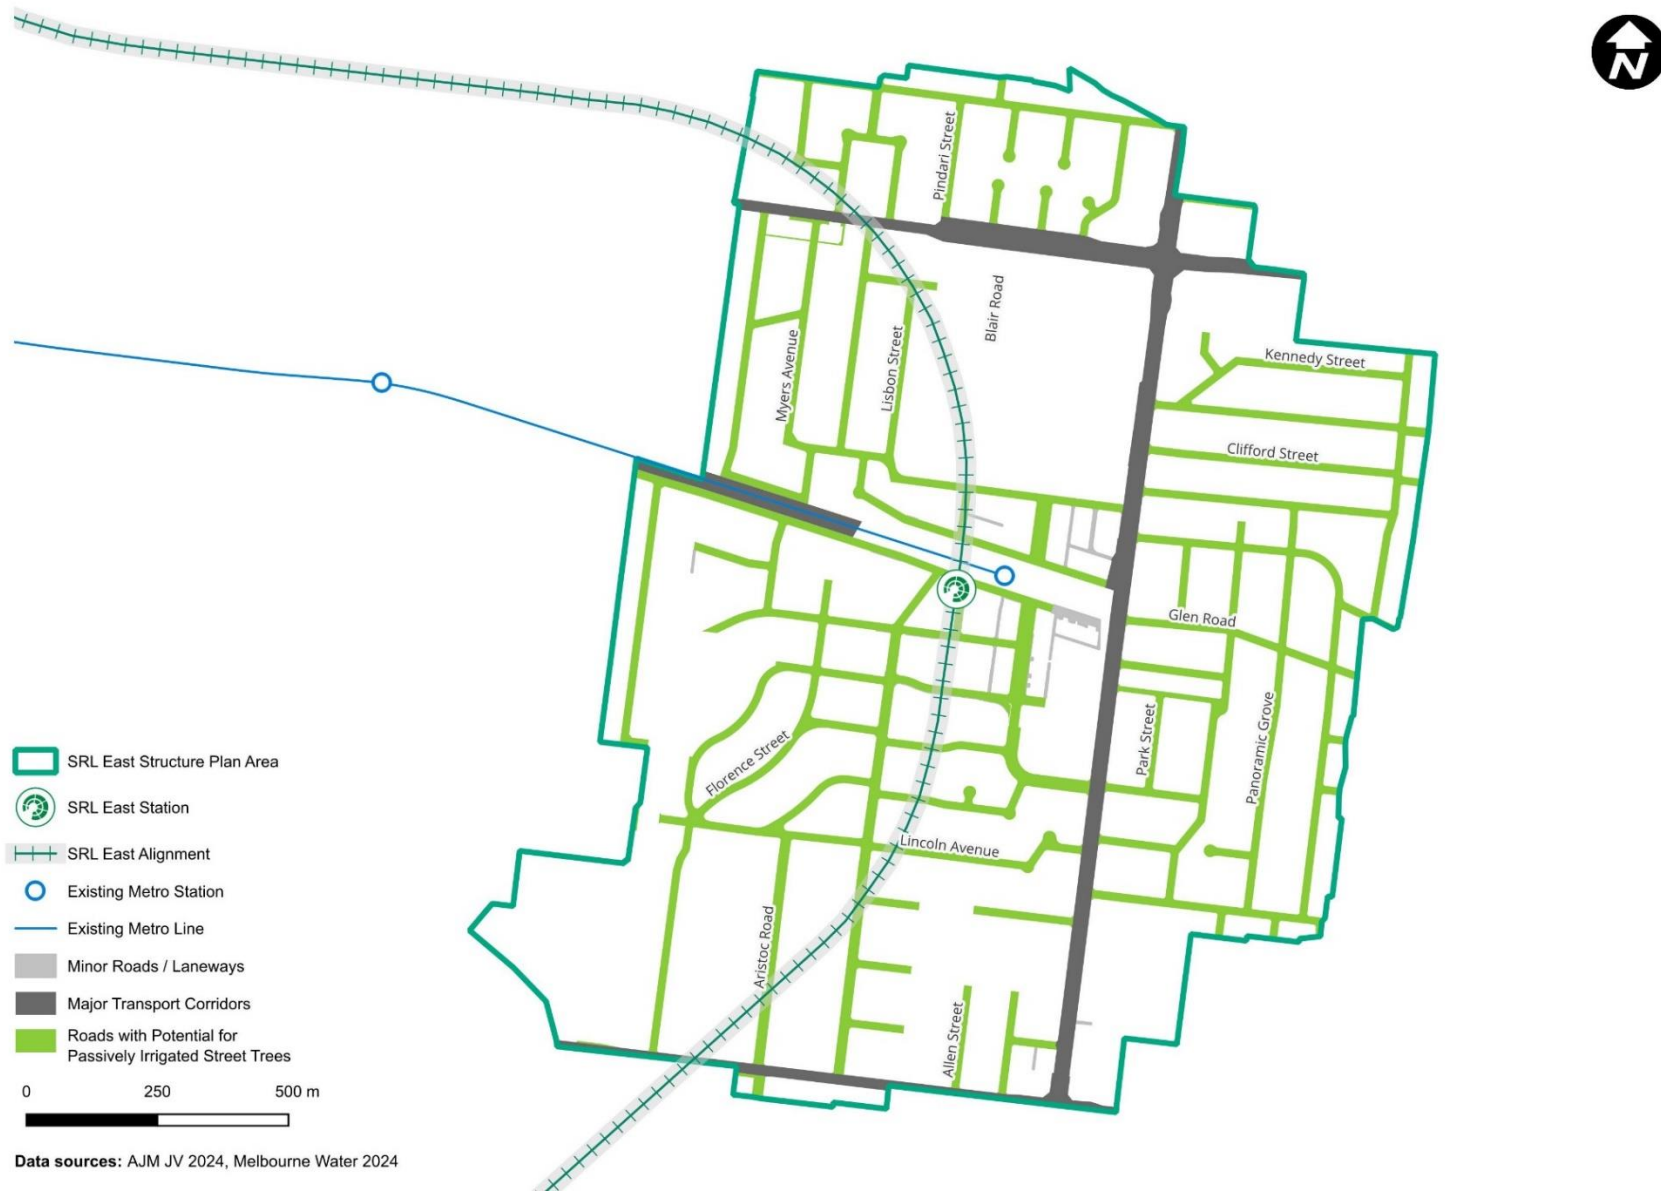 N
Pindari Street
Blair Road
Kennedy Street
Myers Avenue
Lisbon Street
Clifford Street
Glen Road
Park Street
Panoramic Grove
Florence Street
Lincoln Avenue
Aristoc Road
Allen Street
SRL East Structure Plan Area
SRL East Station
SRL East Alignment
Existing Metro Station
Existing Metro Line
Minor Roads / Laneways
Major Transport Corridors
Roads with Potential for
Passively Irrigated Street Trees
0 250 500 m
Data sources: AJM JV 2024, Melbourne Water 2024